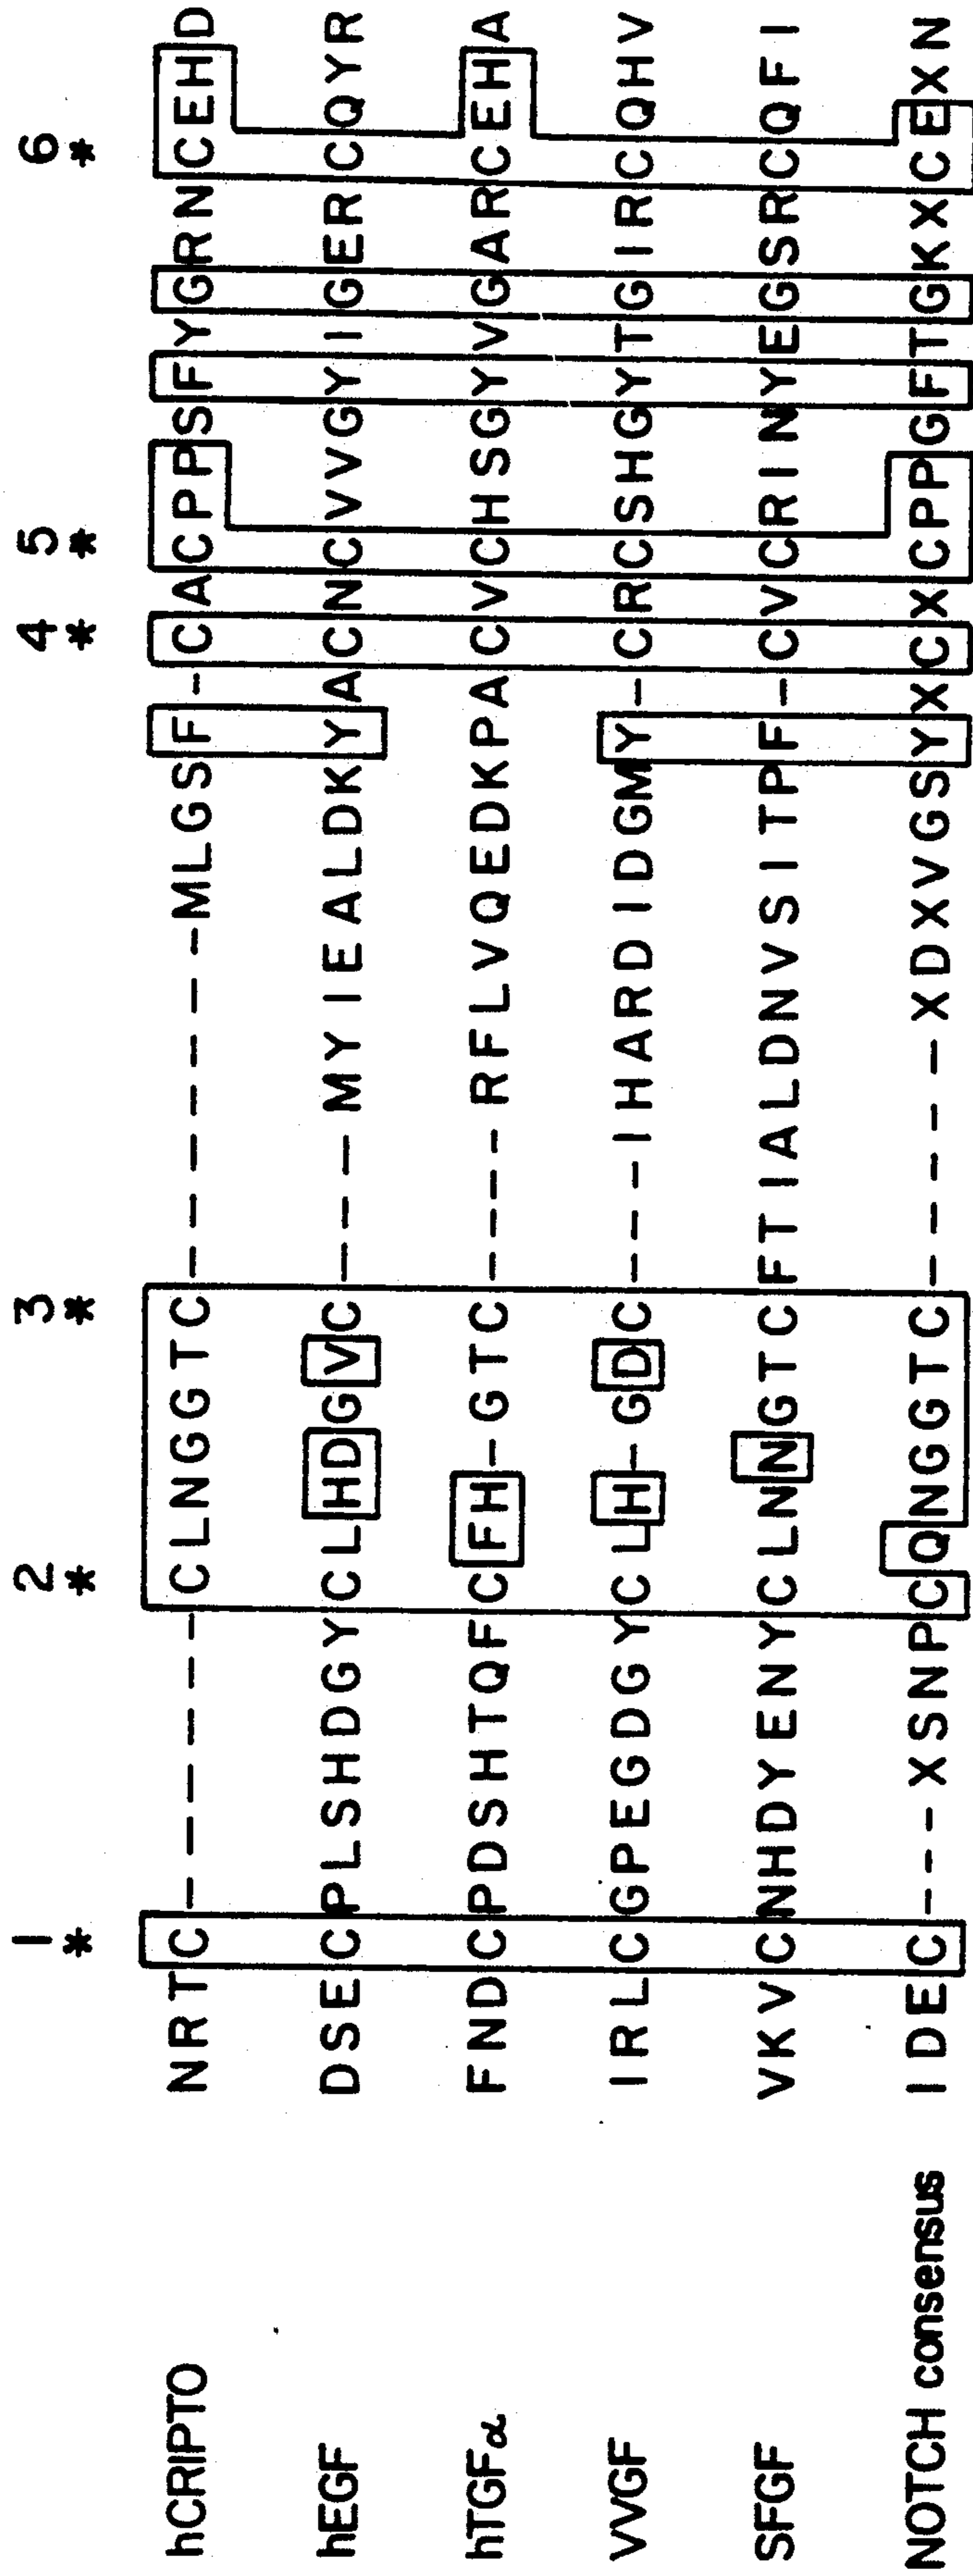 1 2 3 4 5 6
* * * * * *
hCRIPTO NRTC------CLNGGTC-------MLGSF-CACPPSFYGRNCEHD
hEGF DSECPLSHDGYCLHDGVC---MYIEALDKYACNCVVGYIGERCQYR
hTGFα FNDCPDSHTQFCFH-GTC----RFLVQEDKPACVCHSGYVGARCEHA
VVGF IRLCGPEGDGYCLH-GDC---IHARDIDGMY-CRCSHGYTGIRCQHV
SFGF VKVCNHDYENYCLNNGTCFTIALDNVSITPF-CVCRINYEGSRCQFI
NOTCH consensus IDEC---XSNPCQNGGTC-----XDXVGSYXCXCPPGFTGKXCEXN